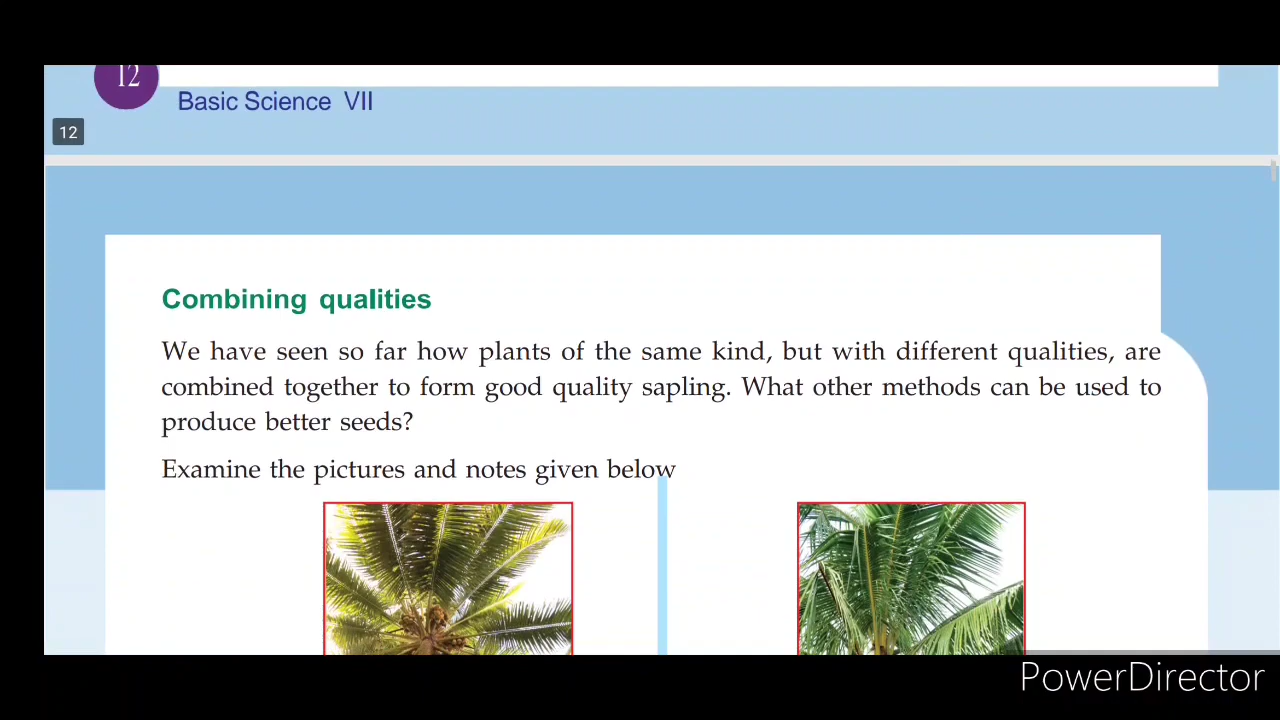 12
Basic Science VII
12
Combining qualities
We have seen so far how plants of the same kind, but with different qualities, are
combined together to form good quality sapling. What other methods can be used to
produce better seeds?
Examine the pictures and notes given below
PowerDirector